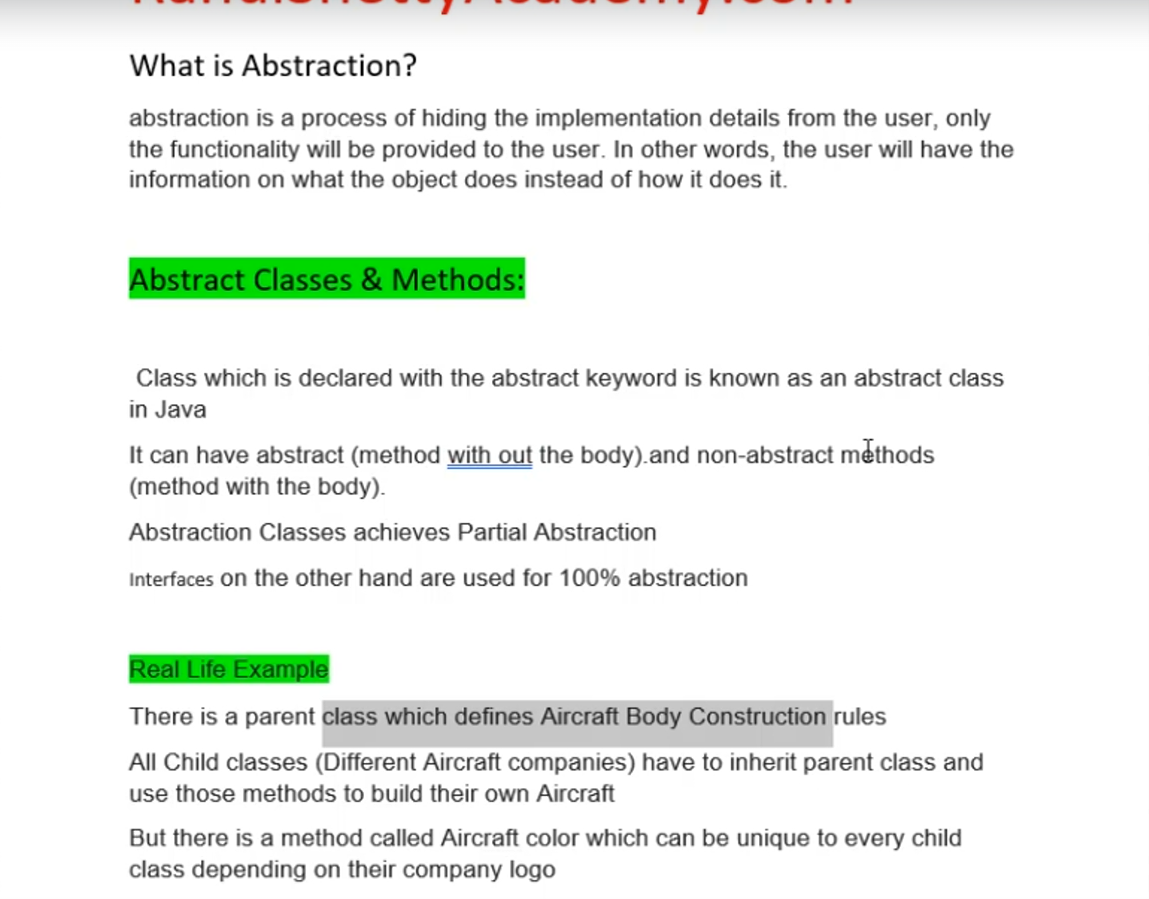 What is Abstraction?
abstraction is a process of hiding the implementation details from the user, only
the functionality will be provided to the user. In other words, the user will have the
information on what the object does instead of how it does it.
Abstract Classes & Methods:
Class which is declared with the abstract keyword is known as an abstract class
in Java
It can have abstract (method with out the body).and non-abstract methods
(method with the body).
Abstraction Classes achieves Partial Abstraction
Interfaces on the other hand are used for 100% abstraction
Real Life Example
There is a parent class which defines Aircraft Body Construction rules
All Child classes (Different Aircraft companies) have to inherit parent class and
use those methods to build their own Aircraft
But there is a method called Aircraft color which can be unique to every child
class depending on their company logo